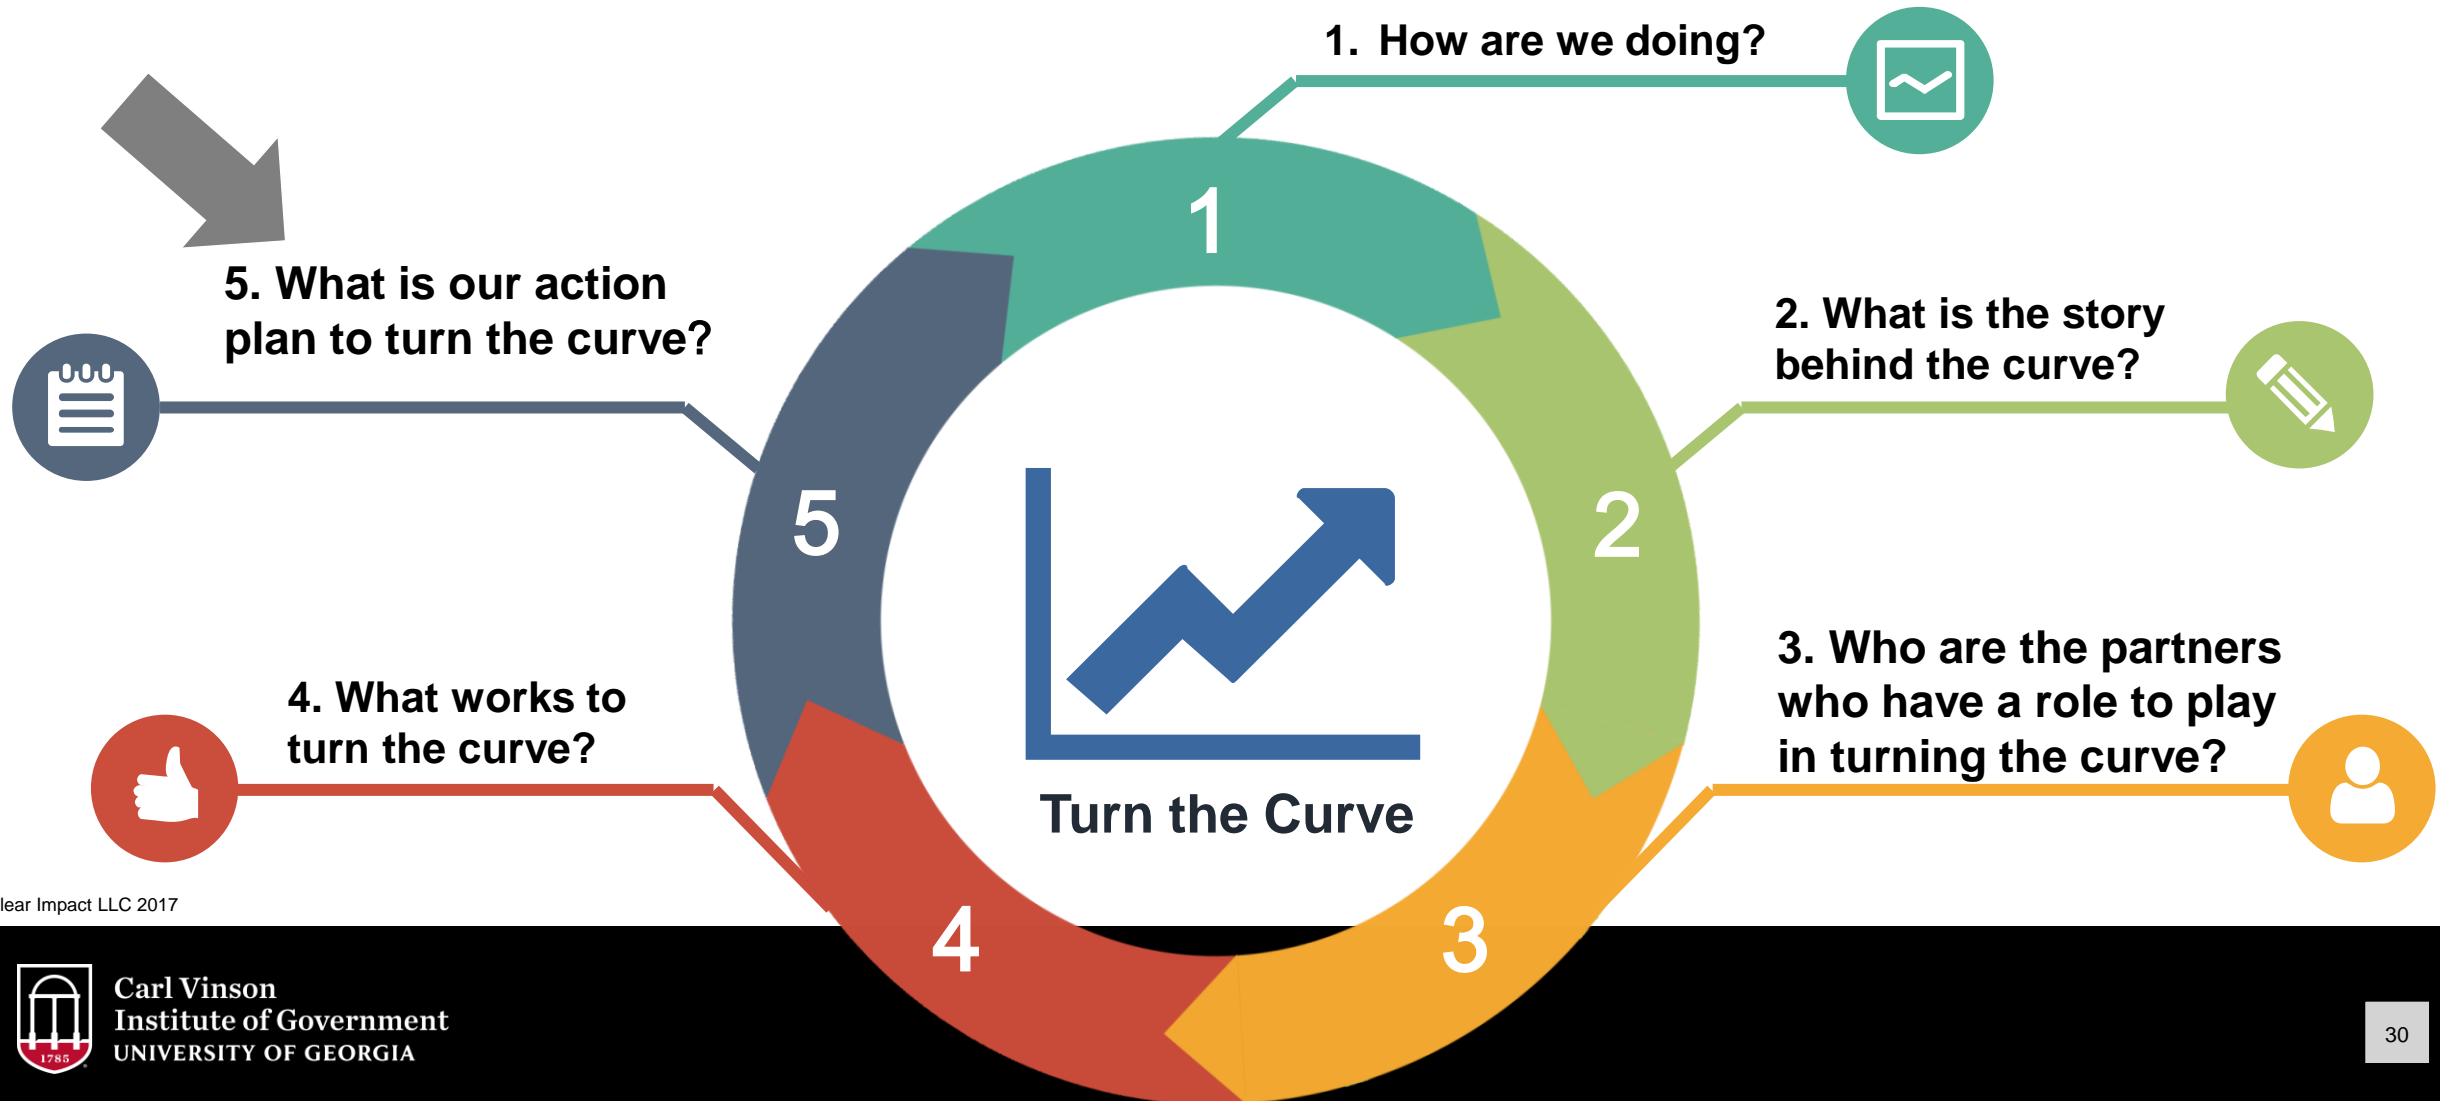 1. How are we doing?
5. What is our action
plan to turn the curve?
2. What is the story
behind the curve?
3. Who are the partners
who have a role to play
in turning the curve?
4. What works to
turn the curve?
1
2
3
4
5
Turn the Curve
lear Impact LLC 2017
Carl Vinson
Institute of Government
UNIVERSITY OF GEORGIA
1785
30